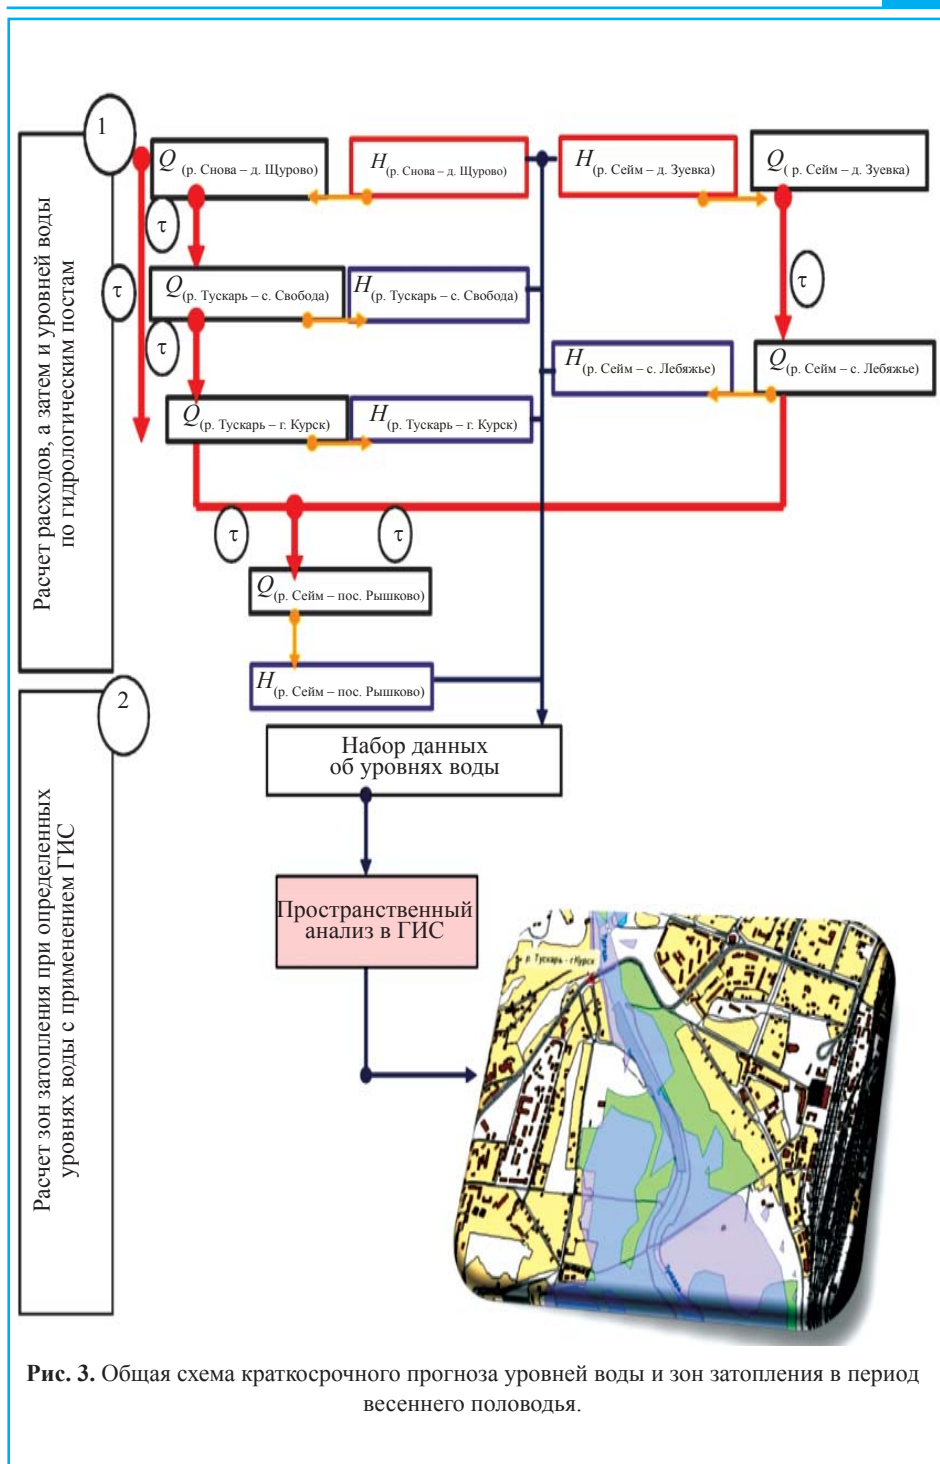 1
Расчет расходов, а затем и уровней воды
по гидрологическим постам
Q (р. Снова – д. Щурово)
H (р. Снова – д. Щурово)
H (р. Сейм – д. Зуевка)
Q ( р. Сейм – д. Зуевка)
τ
τ
τ
Q (р. Тускарь – с. Свобода)
H (р. Тускарь – с. Свобода)
τ
H (р. Сейм – с. Лебяжье)
Q (р. Сейм – с. Лебяжье)
Q (р. Тускарь – г. Курск)
H (р. Тускарь – г. Курск)
τ
τ
Q (р. Сейм – пос. Рышково)
H (р. Сейм – пос. Рышково)
2
Расчет зон затопления при определенных
уровнях воды с применением ГИС
Набор данных
об уровнях воды
Пространственный
анализ в ГИС
р. Тускарь - г.Курск
Рис. 3. Общая схема краткосрочного прогноза уровней воды и зон затопления в период
весеннего половодья.